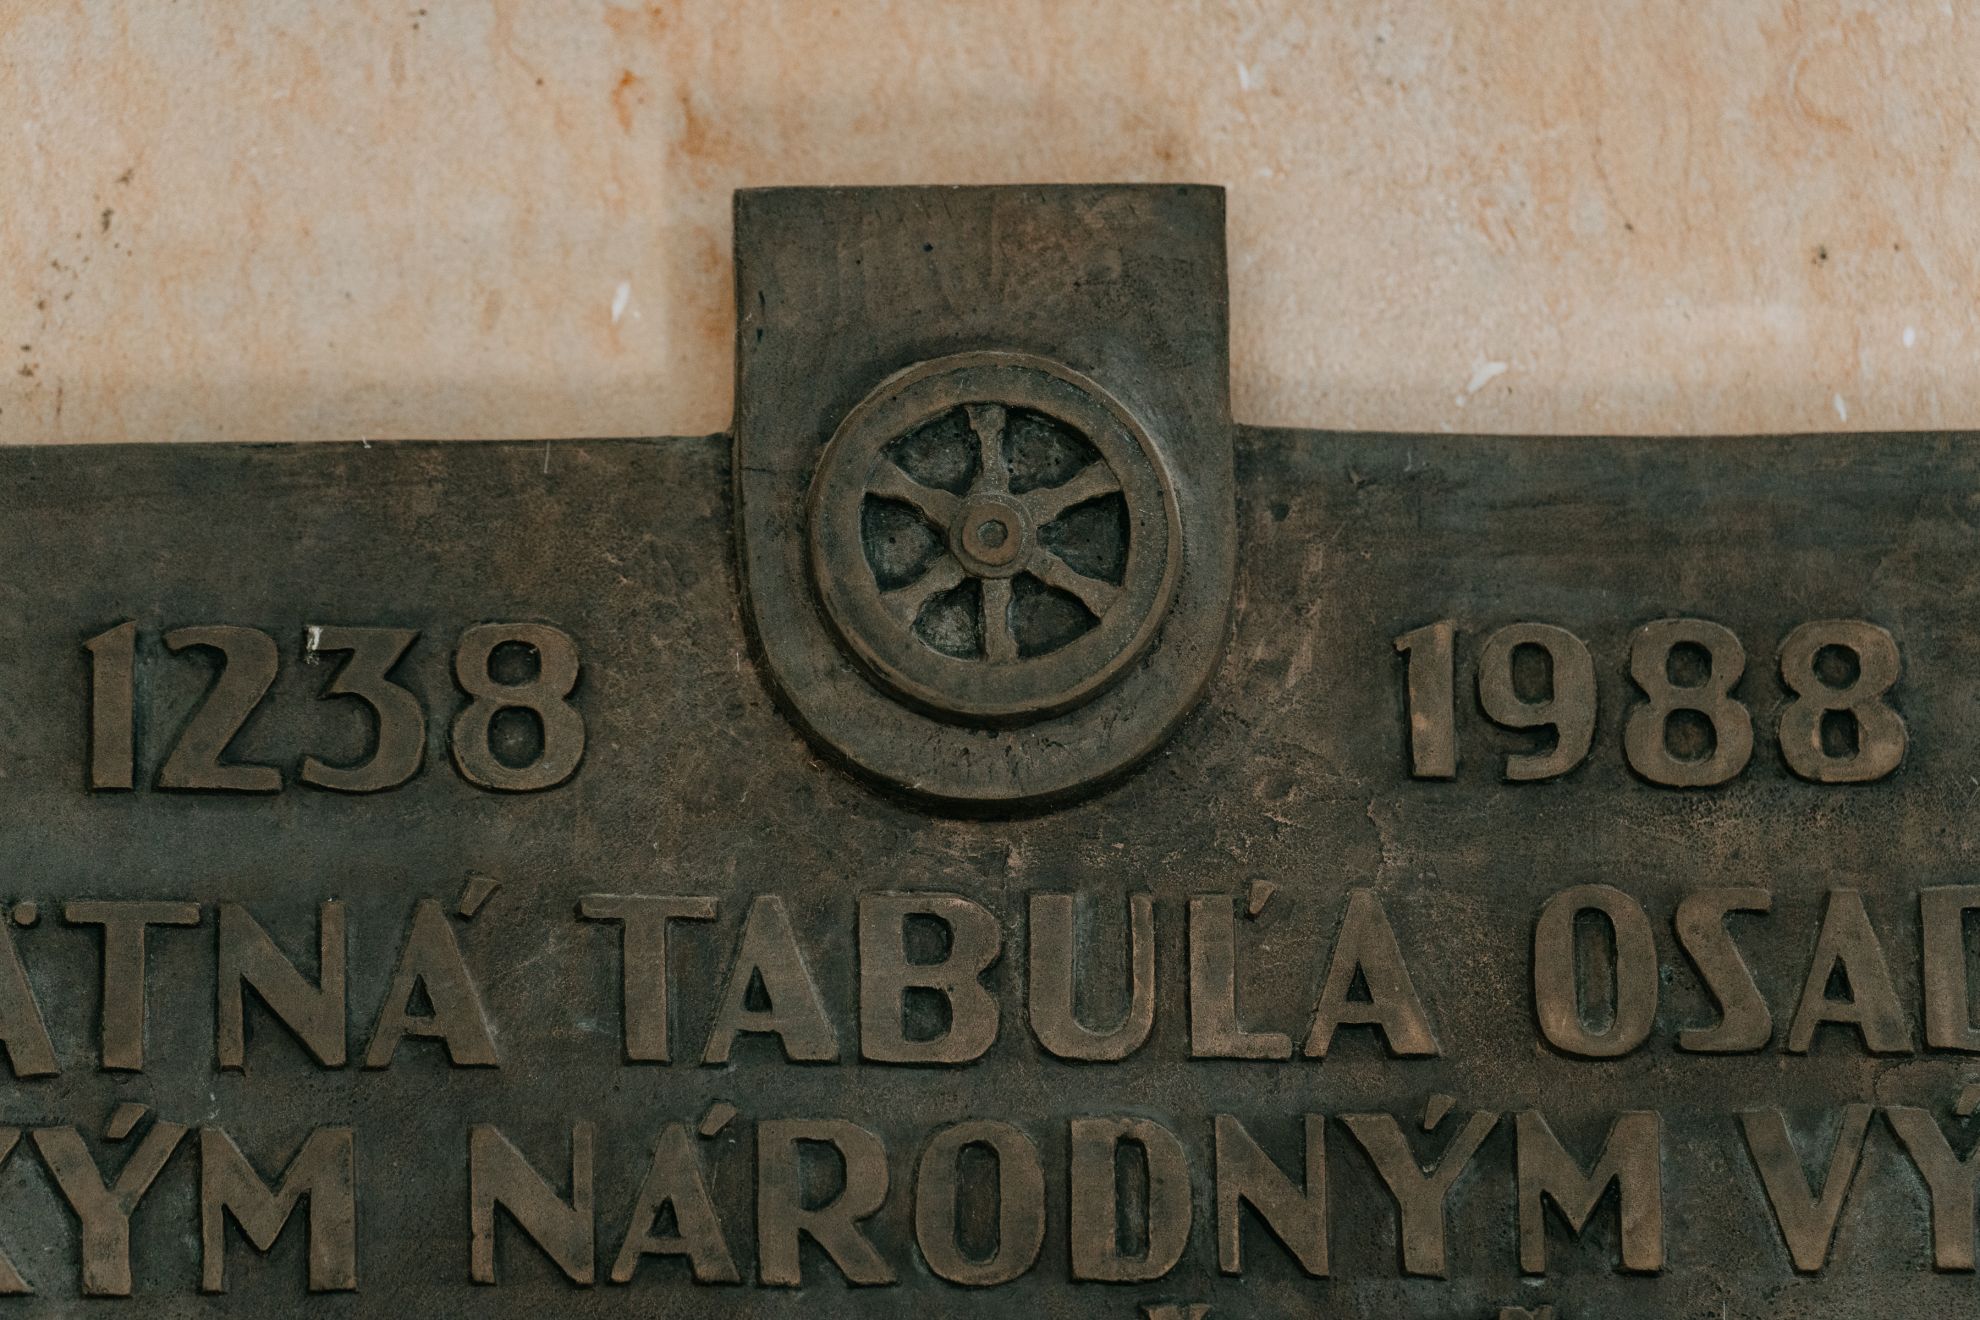 1238 1988
ÄTNÁ TABUĽA OSAD
KÝM NÁRODNÝM VÝ